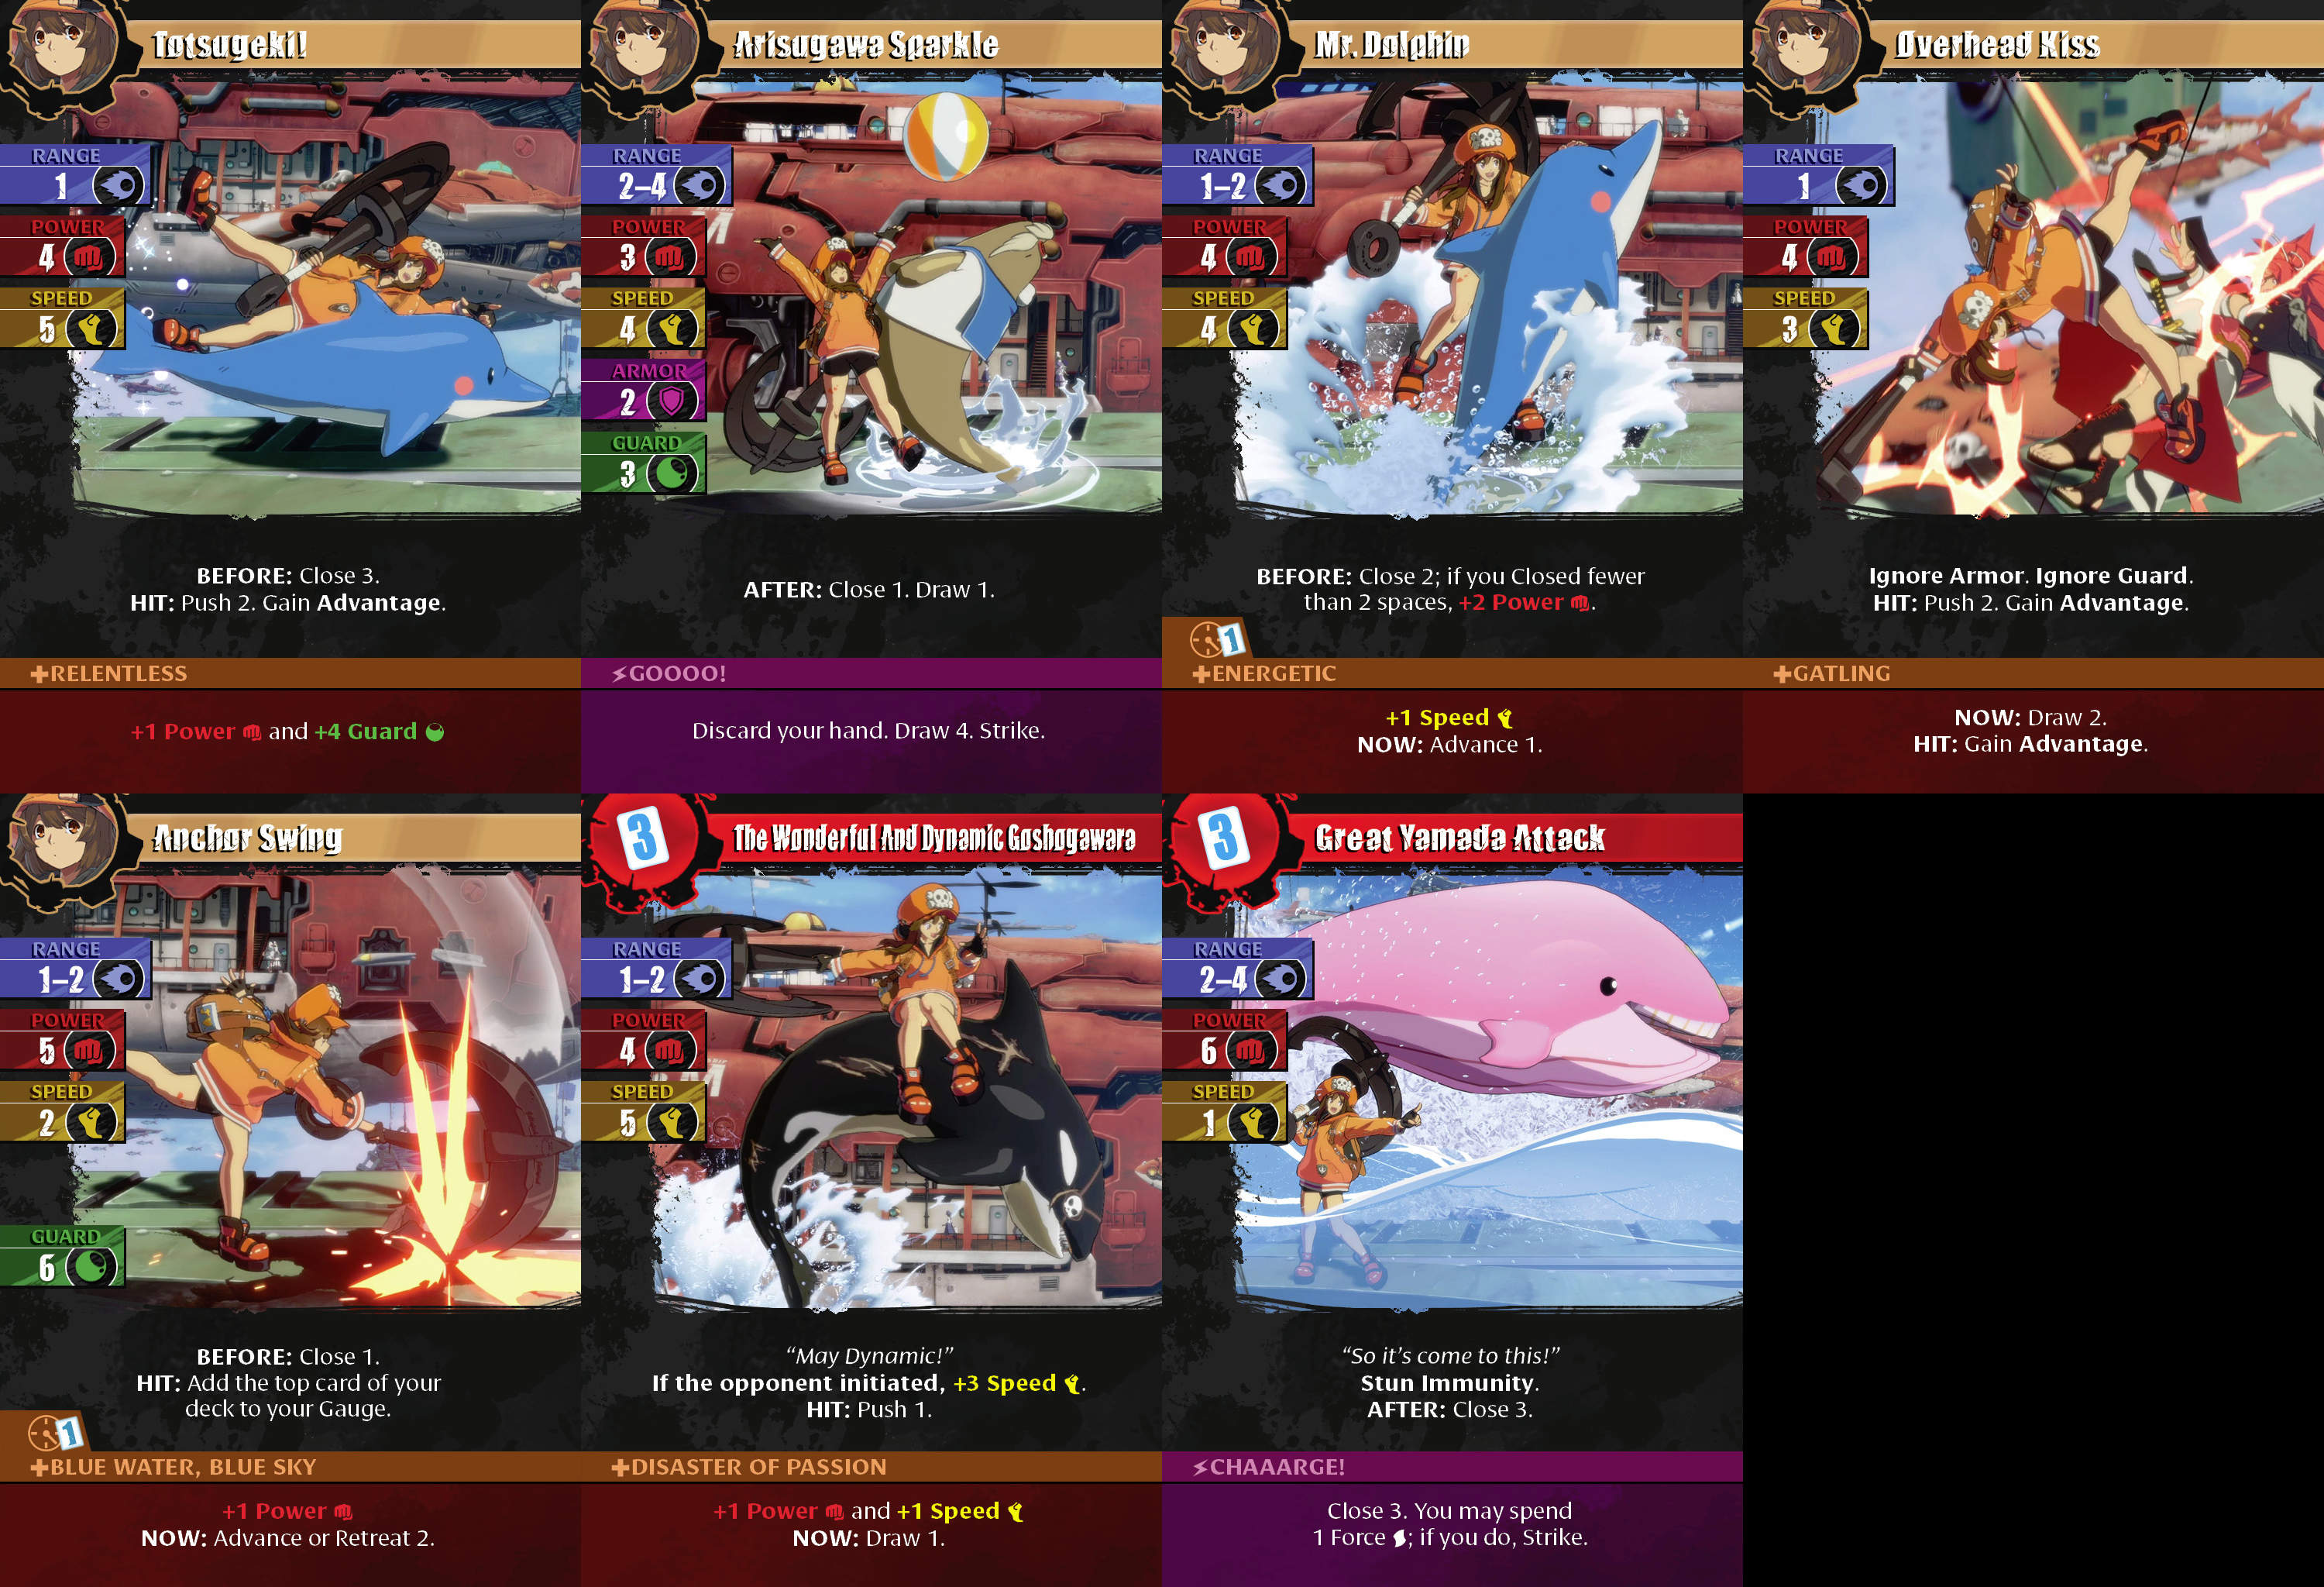 Totsugeki!
RANGE
1
POWER
4
SPEED
5
BEFORE: Close 3.
HIT: Push 2. Gain Advantage.
+RELENTLESS
+1 Power and +4 Guard
Arisugawa Sparkle
RANGE
2–4
POWER
3
SPEED
4
ARMOR
2
GUARD
3
AFTER: Close 1. Draw 1.
GOOOO!
Discard your hand. Draw 4. Strike.
Mr. Dolphin
RANGE
1–2
POWER
4
SPEED
4
BEFORE: Close 2; if you Closed fewer
than 2 spaces, +2 Power.
1
+ENERGETIC
+1 Speed
NOW: Advance 1.
Overhead Kiss
RANGE
1
POWER
4
SPEED
3
Ignore Armor. Ignore Guard.
HIT: Push 2. Gain Advantage.
+GATLING
NOW: Draw 2.
HIT: Gain Advantage.
Anchor Swing
RANGE
1–2
POWER
5
SPEED
2
GUARD
6
BEFORE: Close 1.
HIT: Add the top card of your
deck to your Gauge.
1
+BLUE WATER, BLUE SKY
+1 Power
NOW: Advance or Retreat 2.
3
The Wonderful And Dynamic Goshogawara
RANGE
1–2
POWER
4
SPEED
5
“May Dynamic!”
If the opponent initiated, +3 Speed.
HIT: Push 1.
+DISASTER OF PASSION
+1 Power and +1 Speed
NOW: Draw 1.
3
Great Yamada Attack
RANGE
2–4
POWER
6
SPEED
1
“So it’s come to this!”
Stun Immunity.
AFTER: Close 3.
CHAAARGE!
Close 3. You may spend
1 Force; if you do, Strike.